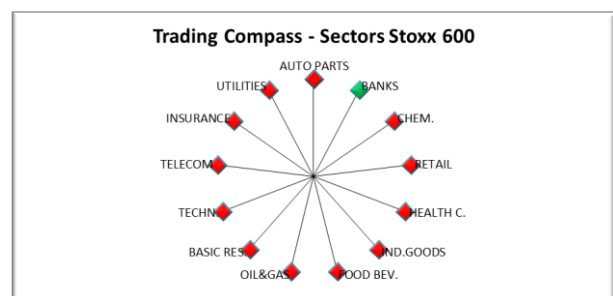 Trading Compass - Sectors Stoxx 600
AUTO PARTS
UTILITIES
BANKS
INSURANCE
CHEM.
TELECOM.
RETAIL
TECHN.
HEALTH C.
BASIC RES.
IND.GOODS
OIL&GAS
FOOD BEV.